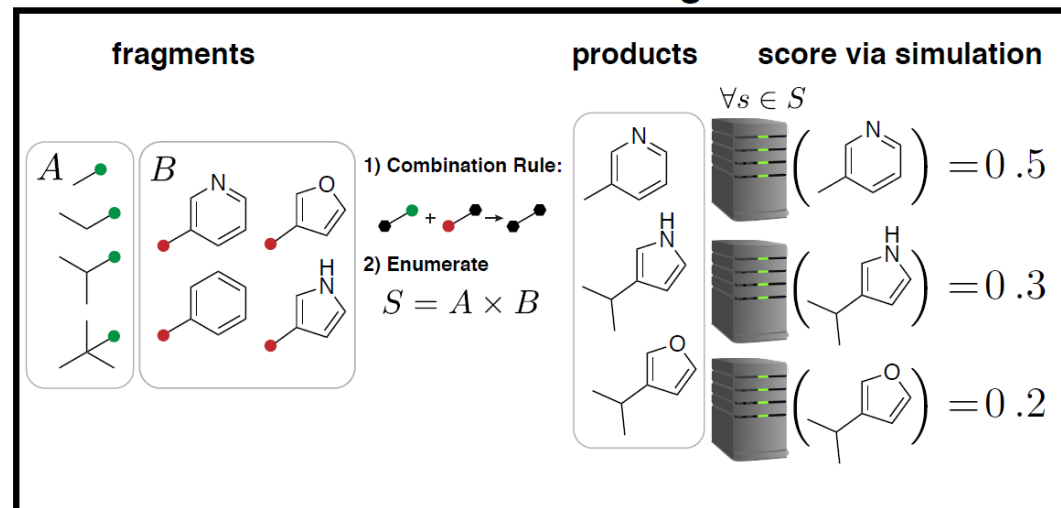 fragments
products
score via simulation
∀s ∈ S
A
B
N
O
H
N
1) Combination Rule:
+ →
2) Enumerate
S = A × B
N
H
N
O
( N ) = 0.5
( H
N ) = 0.3
( O ) = 0.2